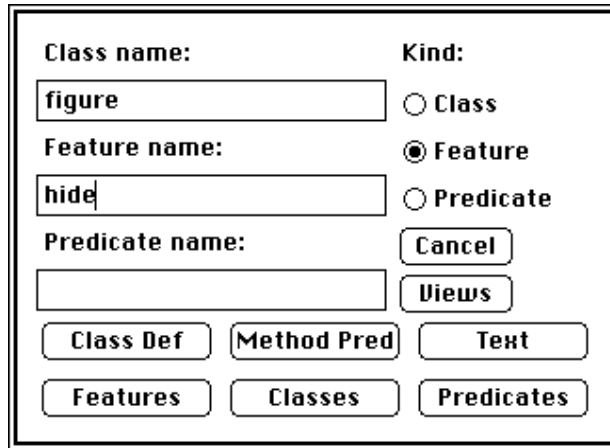 Class name:
Kind:
figure
Class
Feature name:
Feature
hide
Predicate
Predicate name:
Cancel
Views
Class Def
Method Pred
Text
Features
Classes
Predicates